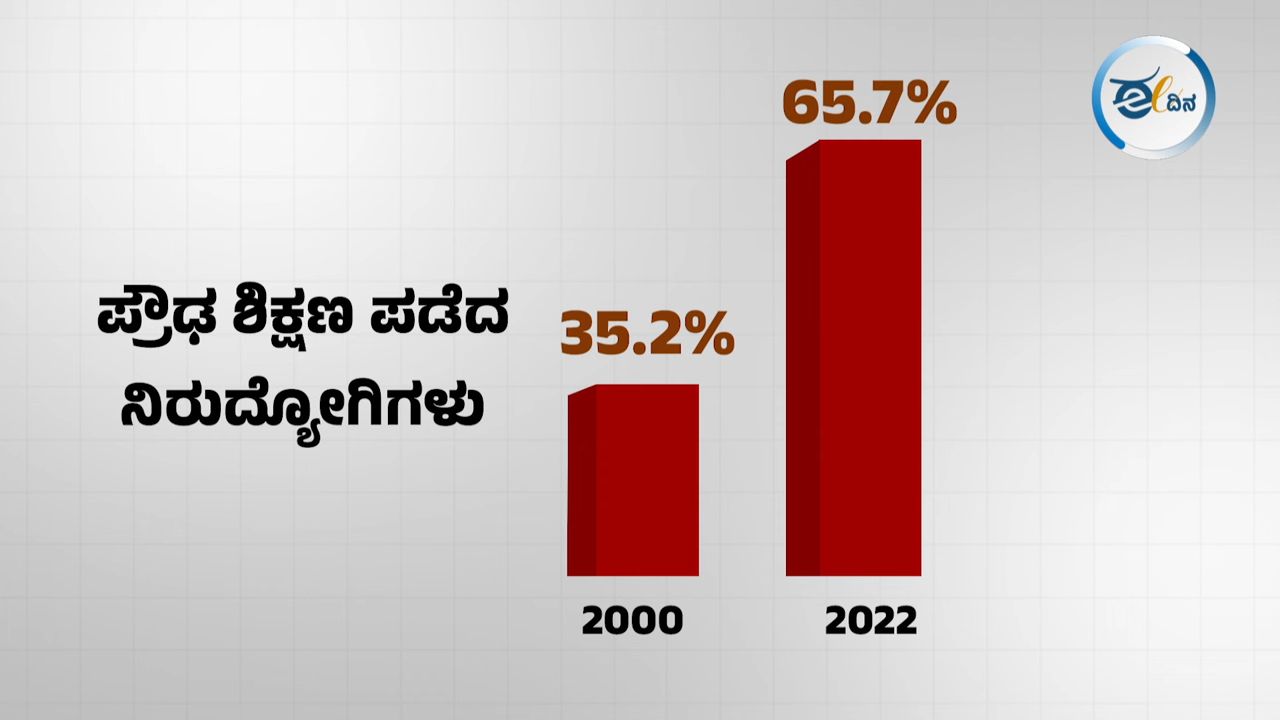 ದಿನ
65.7%
ಪ್ರೌಢ ಶಿಕ್ಷಣ ಪಡೆದ
35.2%
ನಿರುದ್ಯೋಗಿಗಳು
2000
2022